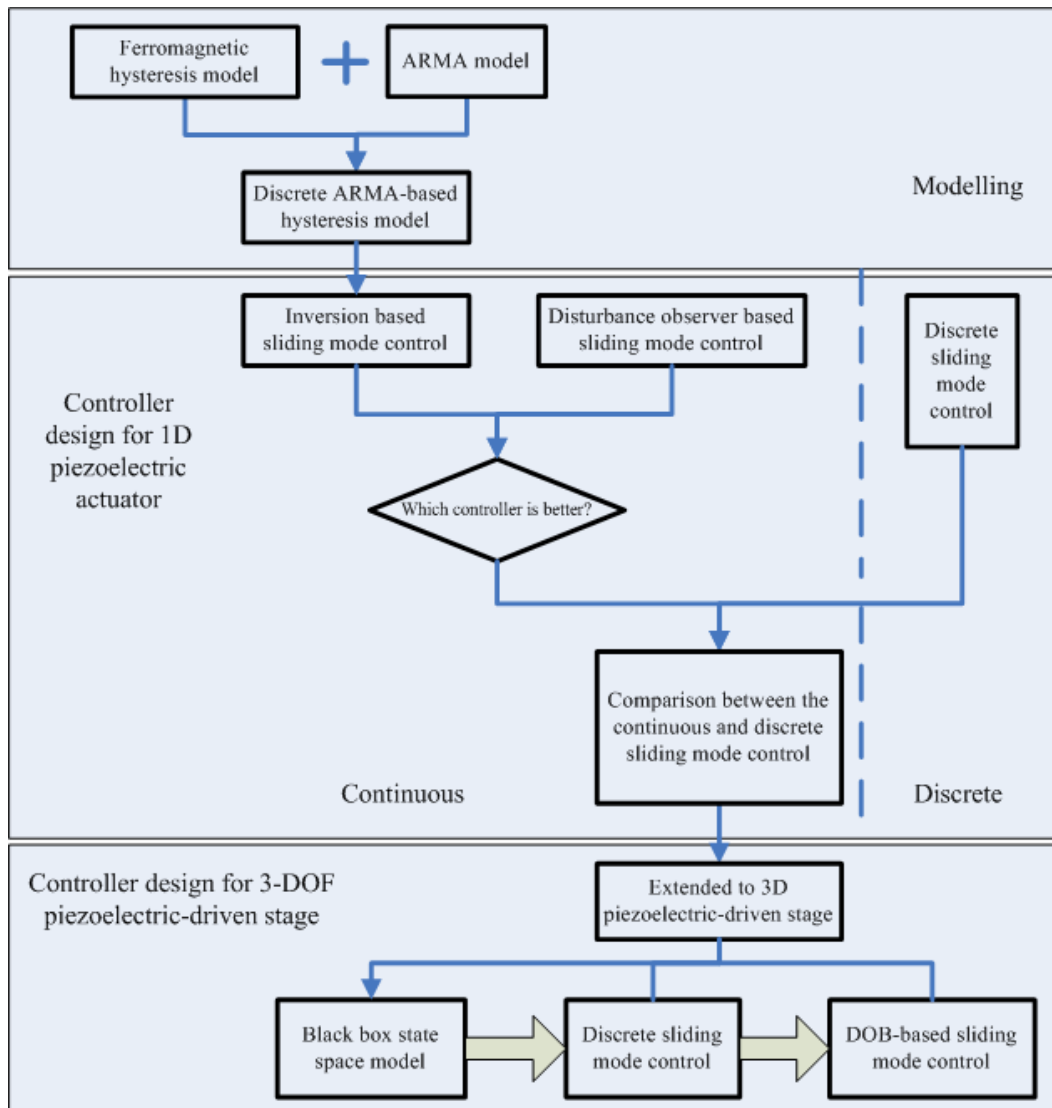 Ferromagnetic
hysteresis model
ARMA model
Discrete ARMA-based
hysteresis model
Modelling
Inversion based
sliding mode control
Disturbance observer based
sliding mode control
Discrete
sliding
mode
control
Controller
design for 1D
piezoelectric
actuator
Which controller is better?
Comparison between the
continuous and discrete
sliding mode control
Continuous
Discrete
Controller design for 3-DOF
piezoelectric-driven stage
Extended to 3D
piezoelectric-driven stage
Black box state
space model
Discrete sliding
mode control
DOB-based sliding
mode control